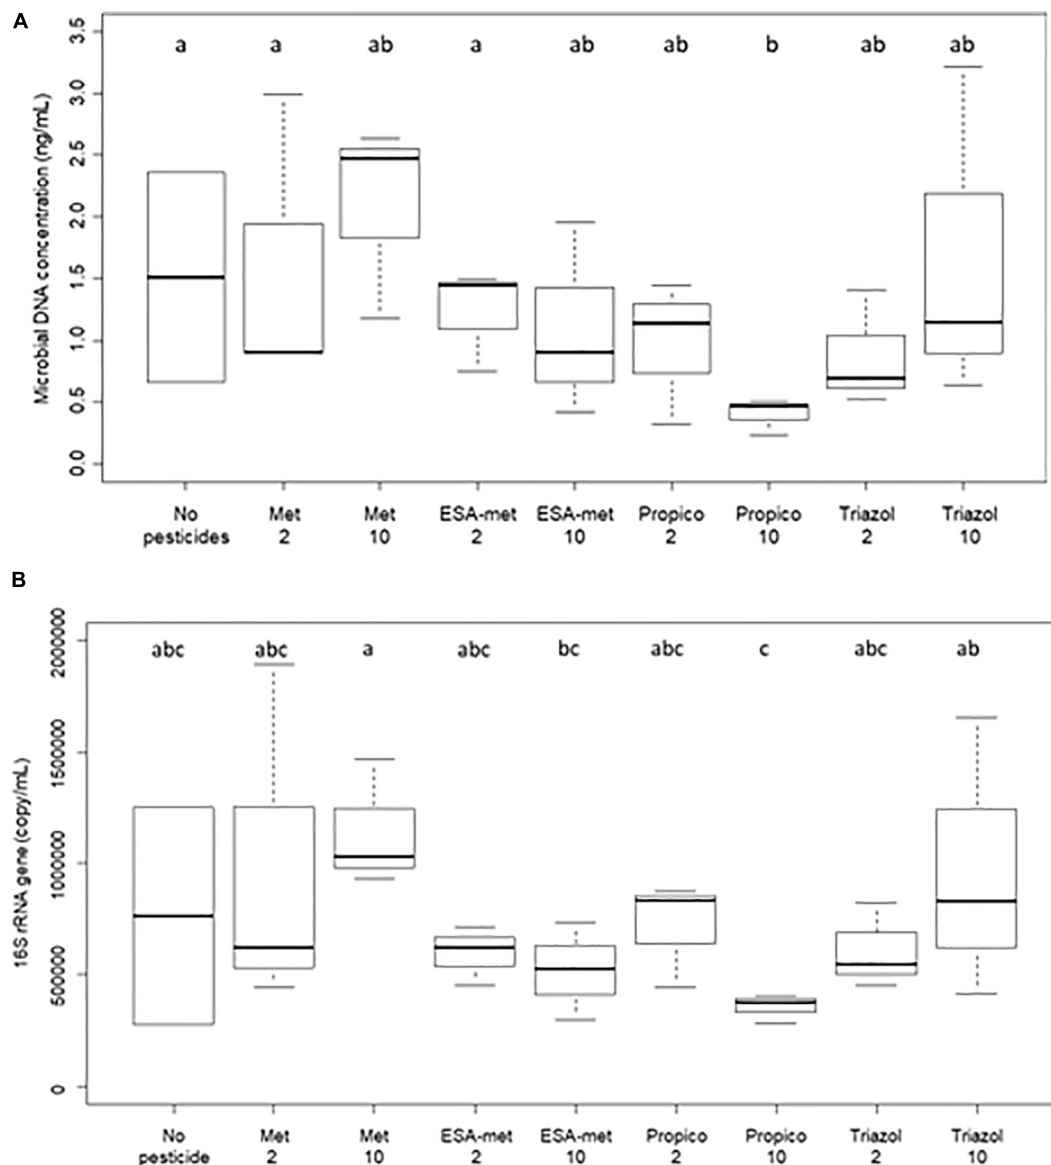 A
Microbial DNA concentration (ng/mL)
3.5
3.0
2.5
2.0
1.5
1.0
0.5
0.0
a a ab a ab ab b ab ab
No Met Met ESA-met ESA-met Propico Propico Triazol Triazol
pesticides 2 10 2 10 2 10 2 10
B
16S rRNA gene (copy/mL)
2000000
1500000
1000000
500000
0
abc abc a abc bc abc c abc ab
No Met Met ESA-met ESA-met Propico Propico Triazol Triazol
pesticide 2 10 2 10 2 10 2 10